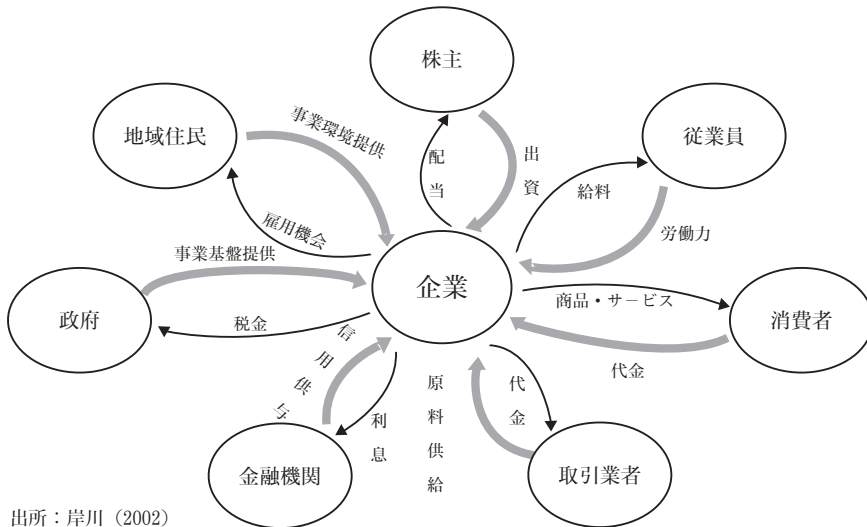 株主
地域住民
事業環境提供
配当
出資
従業員
給料
雇用機会
労働力
事業基盤提供
企業
商品・サービス
政府
税金
消費者
信用供与
代金
利息
原料供給
代金
金融機関
取引業者
出所：岸川（2002）